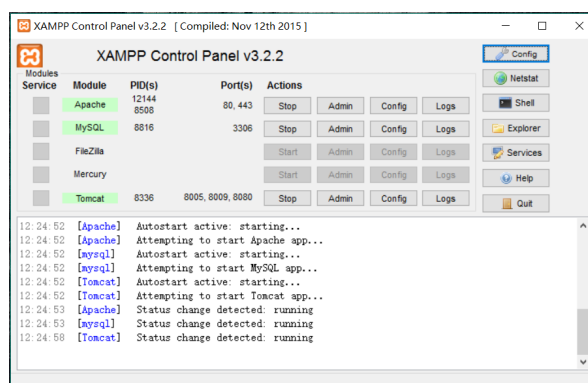 XAMPP Control Panel v3.2.2 [ Compiled: Nov 12th 2015 ]
XAMPP Control Panel v3.2.2
Config
Modules
Service Module PID(s) Port(s) Actions
Netstat
Apache 12144 8508 80, 443 Stop Admin Config Logs
Shell
MySQL 8816 3306 Stop Admin Config Logs
Explorer
FileZilla Start Admin Config Logs
Services
Mercury Start Admin Config Logs
Help
Tomcat 8336 8005, 8009, 8080 Stop Admin Config Logs
Quit
12:24:52 [Apache] Autostart active: starting...
12:24:52 [Apache] Attempting to start Apache app...
12:24:52 [mysql] Autostart active: starting...
12:24:52 [mysql] Attempting to start MySQL app...
12:24:52 [Tomcat] Autostart active: starting...
12:24:52 [Tomcat] Attempting to start Tomcat app...
12:24:53 [Apache] Status change detected: running
12:24:53 [mysql] Status change detected: running
12:24:58 [Tomcat] Status change detected: running